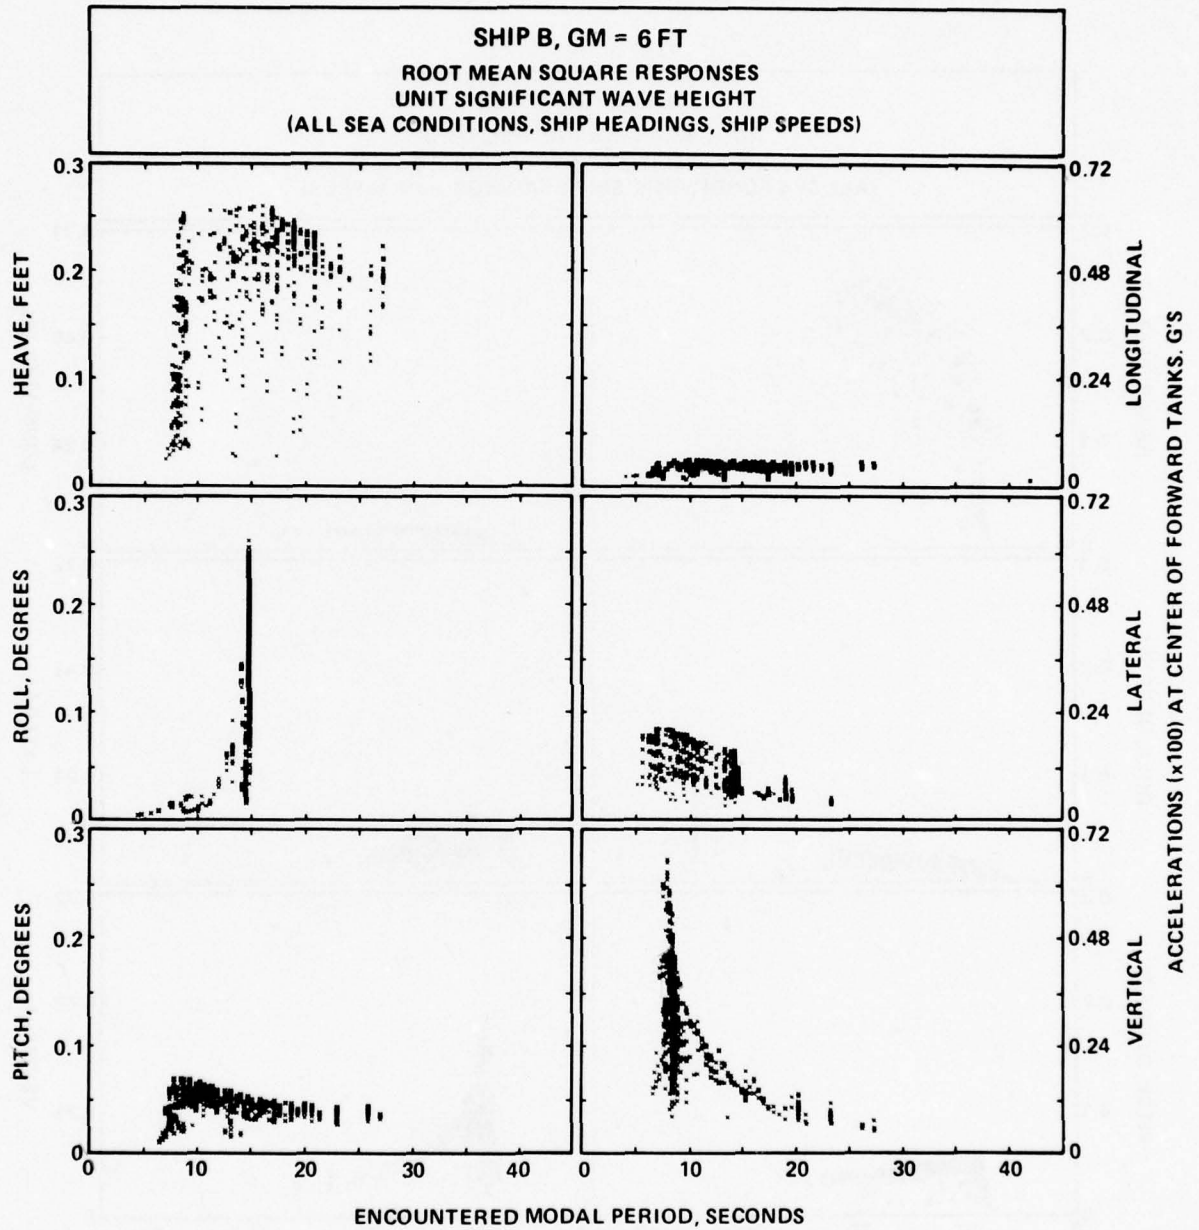 SHIP B, GM = 6 FT
ROOT MEAN SQUARE RESPONSES
UNIT SIGNIFICANT WAVE HEIGHT
(ALL SEA CONDITIONS, SHIP HEADINGS, SHIP SPEEDS)
0.3
0.2
0.1
0
HEAVE, FEET
0.72
0.48
0.24
0
LONGITUDINAL
0.3
0.2
0.1
0
ROLL, DEGREES
0.72
0.48
0.24
0
LATERAL
0.3
0.2
0.1
0
PITCH, DEGREES
0.72
0.48
0.24
0
VERTICAL
ACCELERATIONS (x100) AT CENTER OF FORWARD TANKS. G'S
0 10 20 30 40 0 10 20 30 40
ENCOUNTERED MODAL PERIOD, SECONDS